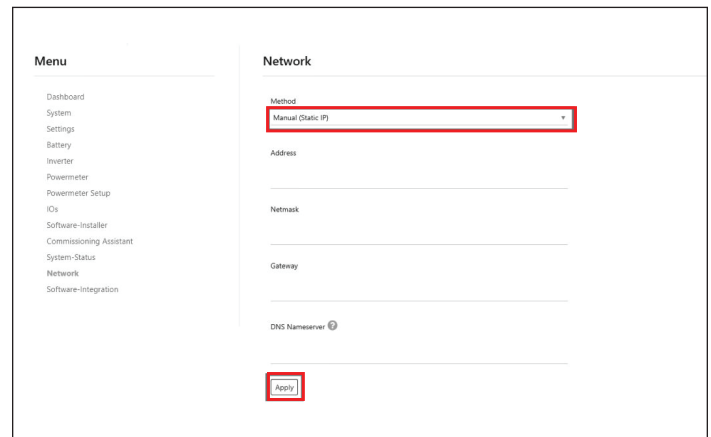 Menu
Dashboard
System
Settings
Battery
Inverter
Powermeter
Powermeter Setup
IOs
Software-Installer
Commissioning Assistant
System-Status
Network
Software-Integration
Network
Method
Manual (Static IP)
Address
Netmask
Gateway
DNS Nameserver ?
Apply